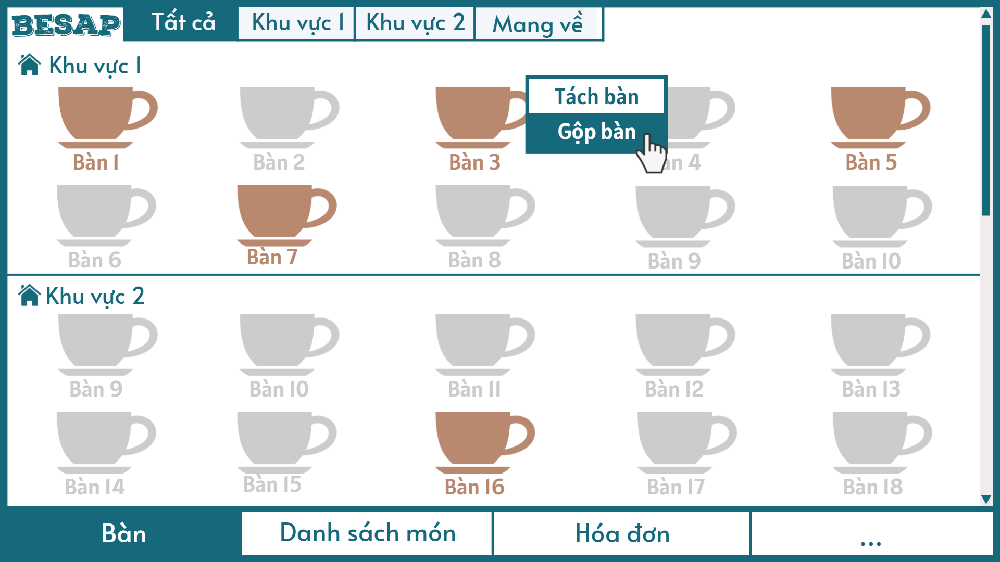 BESAP
Tất cả
Khu vực 1
Khu vực 2
Mang về
Khu vực 1
Tách bàn
Gộp bàn
Bàn 1
Bàn 2
Bàn 3
àn 4
Bàn 5
Bàn 6
Bàn 7
Bàn 8
Bàn 9
Bàn 10
Khu vực 2
Bàn 9
Bàn 10
Bàn 11
Bàn 12
Bàn 13
Bàn 14
Bàn 15
Bàn 16
Bàn 17
Bàn 18
Bàn
Danh sách món
Hóa đơn
...